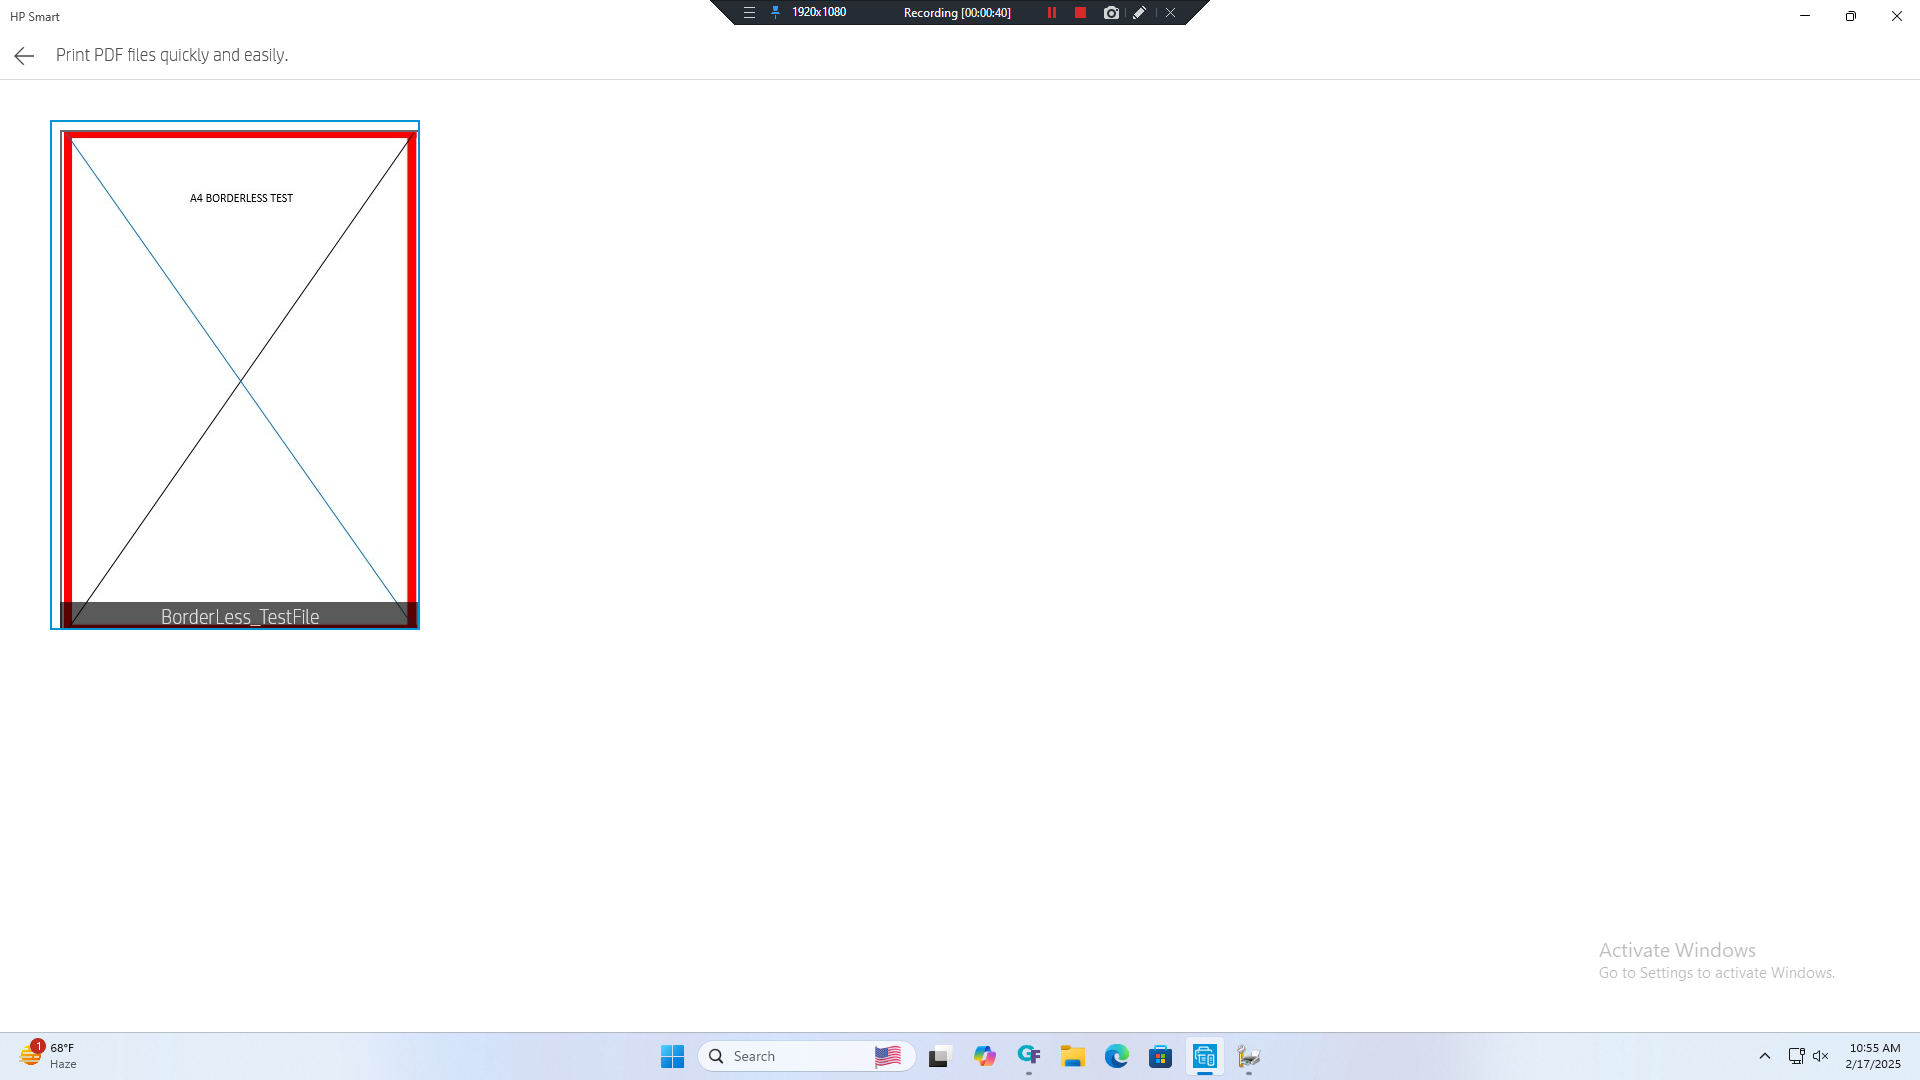 HP Smart
1920x1080
Recording [00:00:40]
Print PDF files quickly and easily.
A4 BORDERLESS TEST
BorderLess_TestFile
Activate Windows
Go to Settings to activate Windows.
1
68°F
Haze
Search
GF
10:55 AM
2/17/2025